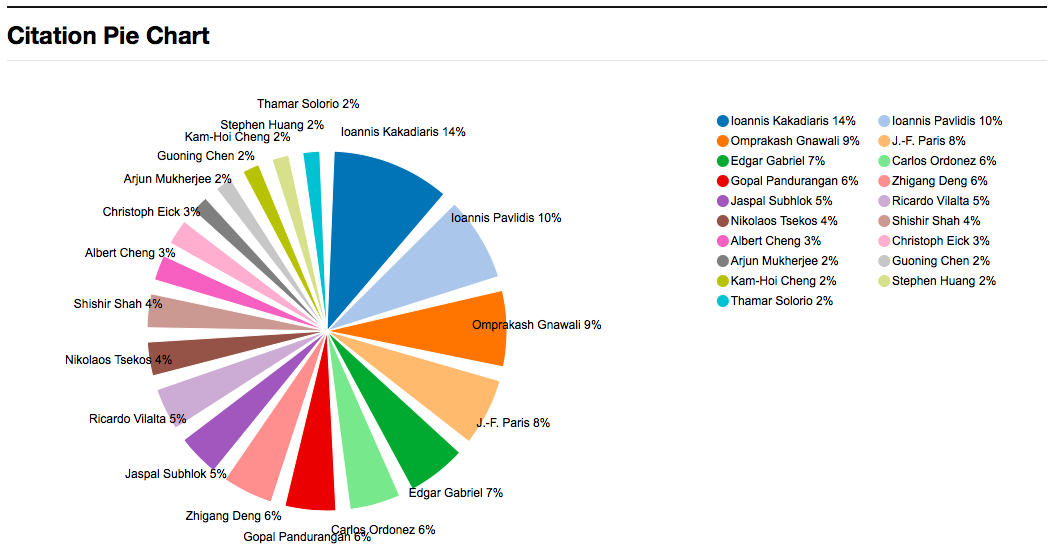 Citation Pie Chart
Thamar Solorio 2%
Stephen Huang 2%
Ioannis Kakadiaris 14%
Kam-Hoi Cheng 2%
Guoning Chen 2%
Arjun Mukherjee 2%
Christoph Eick 3%
Ioannis Pavlidis 10%
Albert Cheng 3%
Shishir Shah 4%
Omprakash Gnawali 9%
Nikolaos Tsekos 4%
Ricardo Vilalta 5%
J.-F. Paris 8%
Jaspal Subhlok 5%
Edgar Gabriel 7%
Zhigang Deng 6%
Carlos Ordonez 6%
Gopal Pandurangan 6%
Ioannis Kakadiaris 14% Ioannis Pavlidis 10%
Omprakash Gnawali 9% J.-F. Paris 8%
Edgar Gabriel 7% Carlos Ordonez 6%
Gopal Pandurangan 6% Zhigang Deng 6%
Jaspal Subhlok 5% Ricardo Vilalta 5%
Nikolaos Tsekos 4% Shishir Shah 4%
Albert Cheng 3% Christoph Eick 3%
Arjun Mukherjee 2% Guoning Chen 2%
Kam-Hoi Cheng 2% Stephen Huang 2%
Thamar Solorio 2%